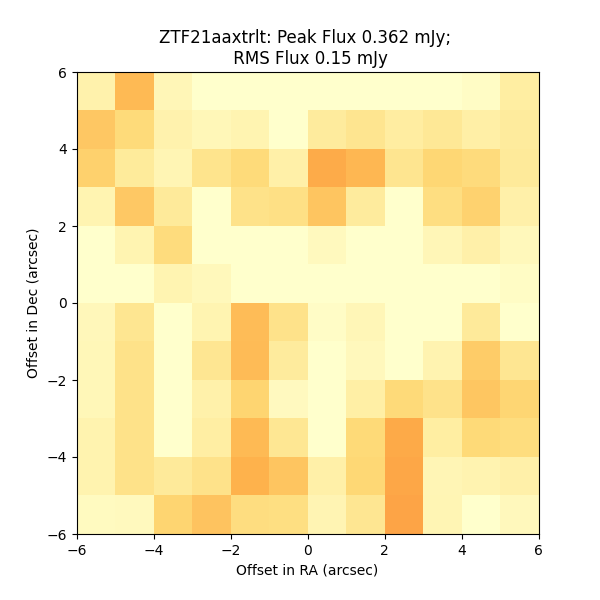 ZTF21aaxtrlt: Peak Flux 0.362 mJy;
RMS Flux 0.15 mJy
6
4
2
0
−2
−4
−6
Offset in Dec (arcsec)
−6 −4 −2 0 2 4 6
Offset in RA (arcsec)